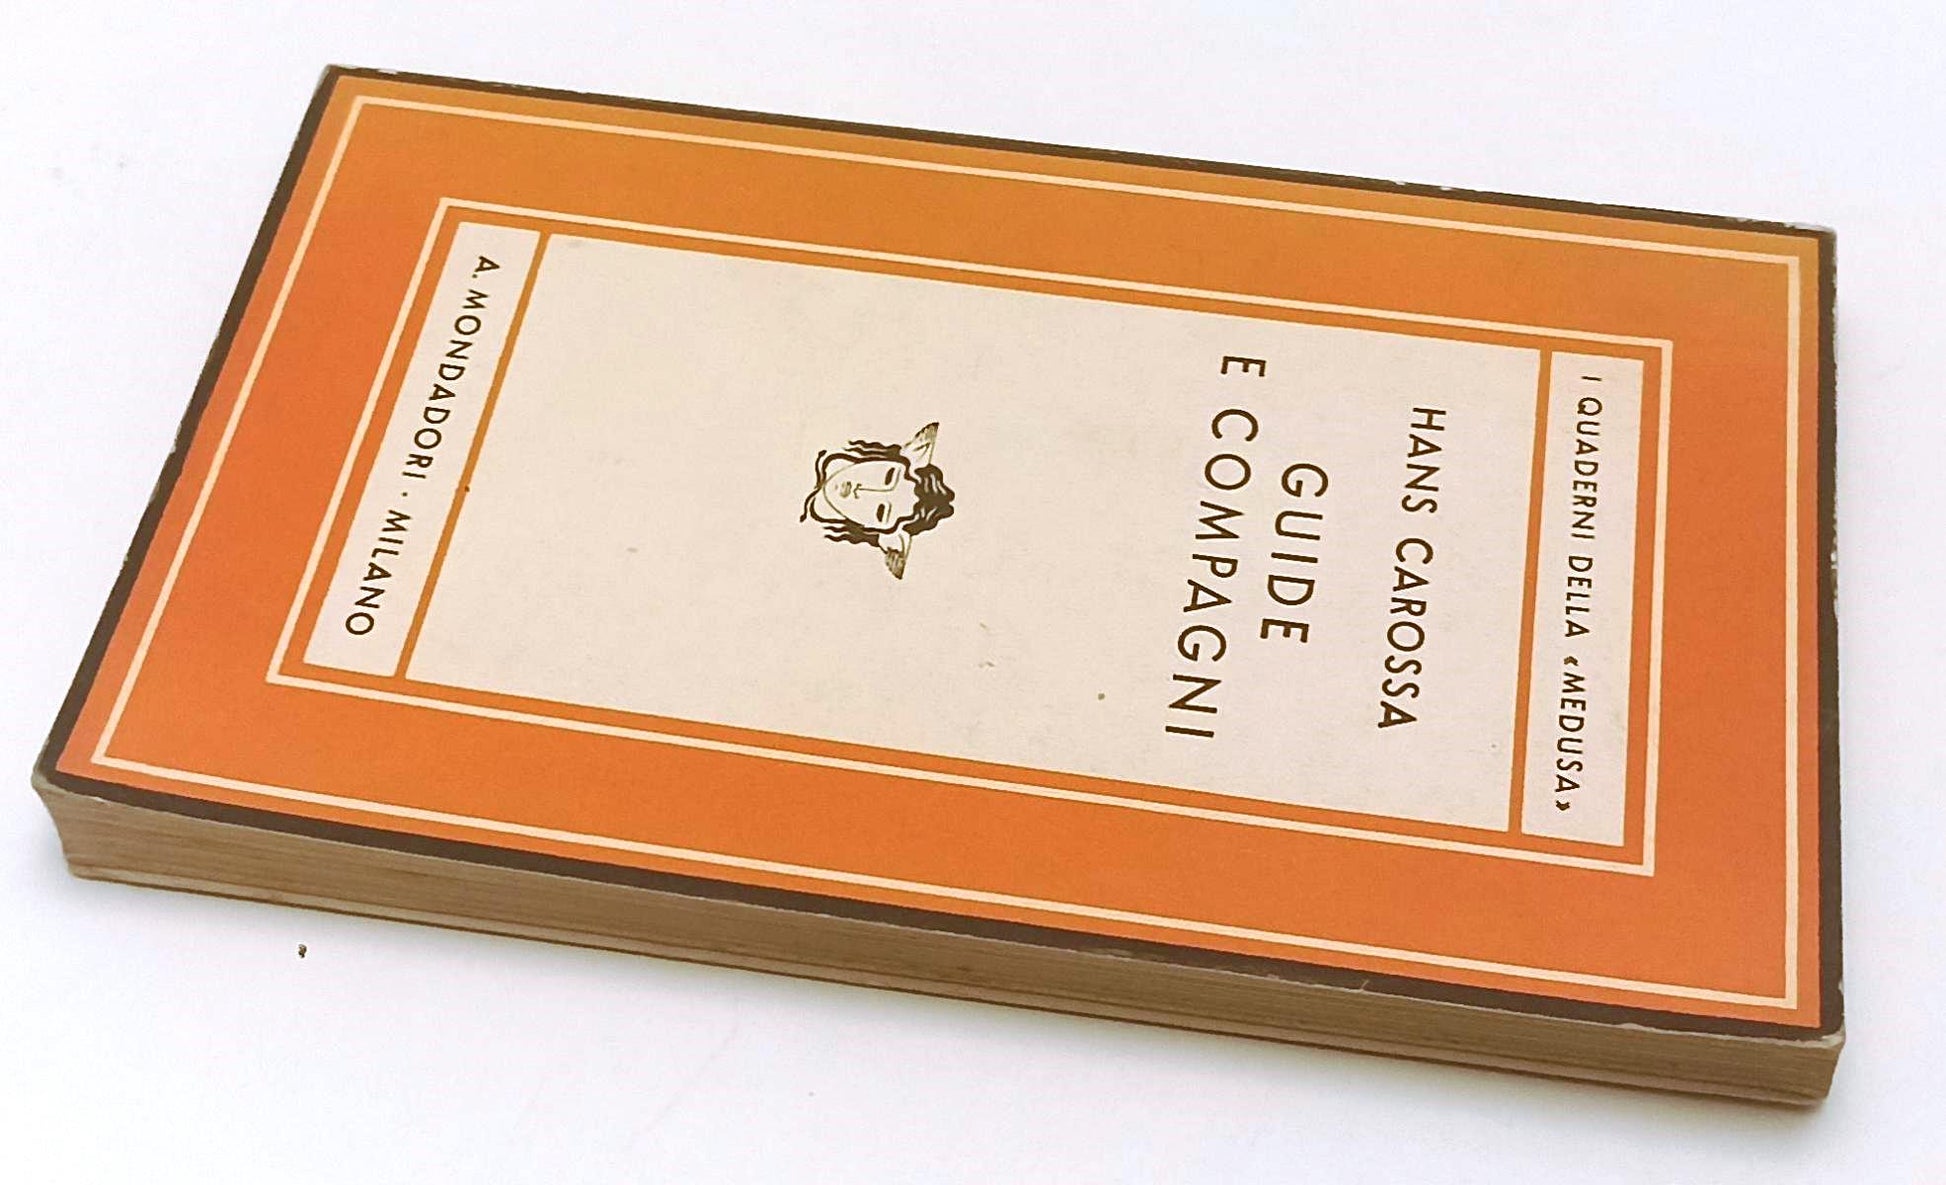 I QUADERNI DELLA «MEDUSA»
HANS CAROSSA
GUIDE
E COMPAGNI
A. MONDADORI · MILANO